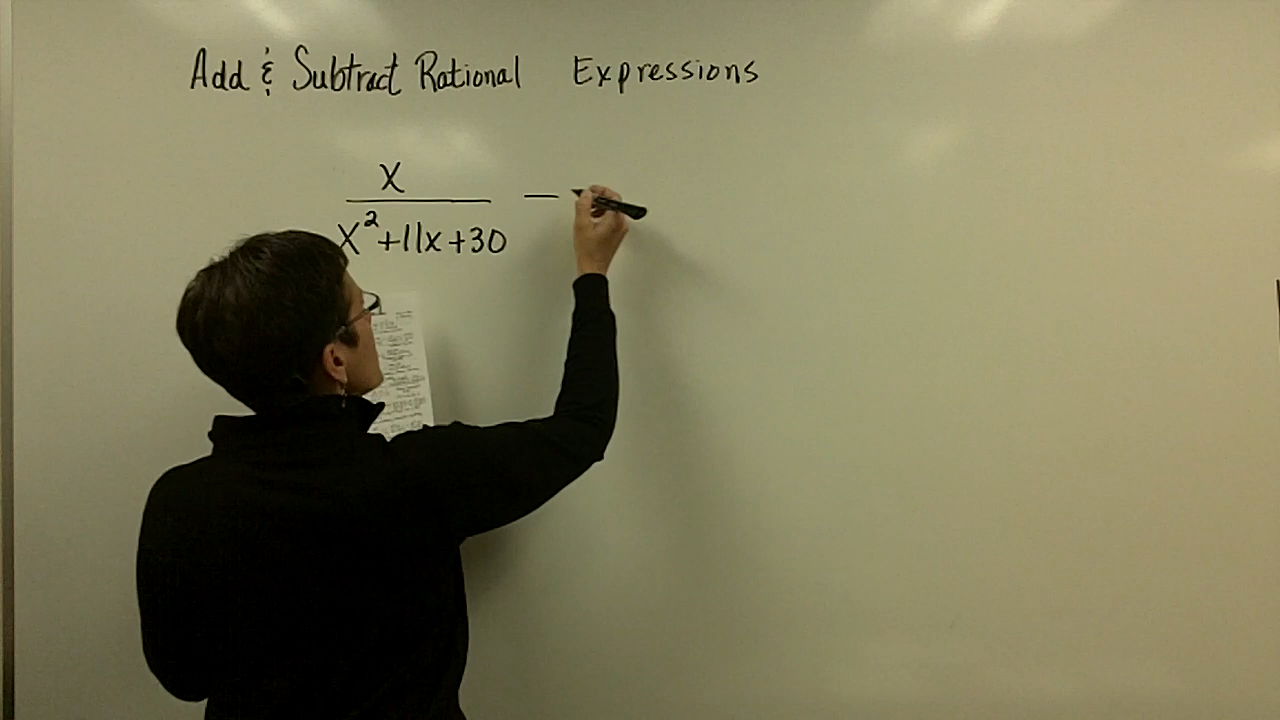 Add & Subtract Rational Expressions
x
x²+11x+30 —